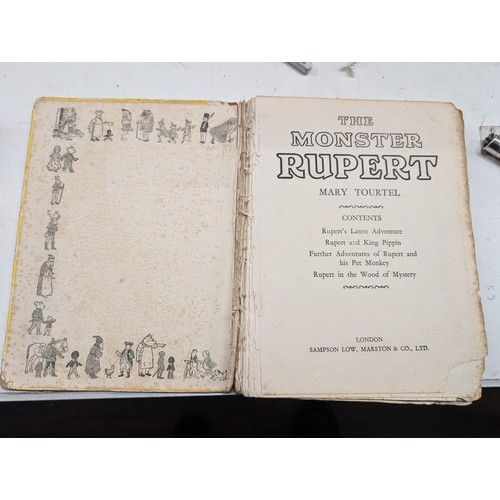 THE
MONSTER
RUPERT
MARY TOURTEL
CONTENTS
Rupert's Latest Adventure
Rupert and King Pippin
Further Adventures of Rupert and
his Pet Monkey
Rupert in the Wood of Mystery
LONDON
SAMPSON LOW, MARSTON & CO., LTD.